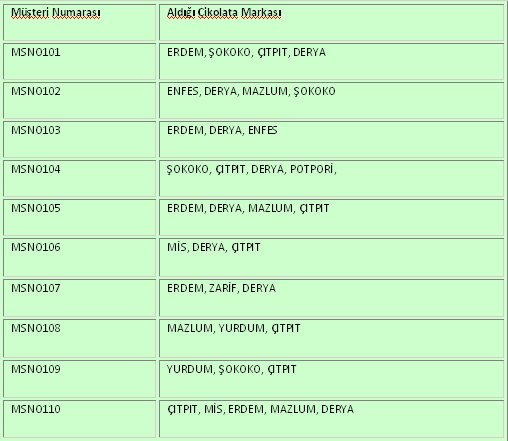 Müşteri Numarası Aldığı Cikolata Markası
MSN0101 ERDEM, ŞOKOKO, ÇITPIT, DERYA
MSN0102 ENFES, DERYA, MAZLUM, ŞOKOKO
MSN0103 ERDEM, DERYA, ENFES
MSN0104 ŞOKOKO, ÇITPIT, DERYA, POTPORİ,
MSN0105 ERDEM, DERYA, MAZLUM, ÇITPIT
MSN0106 MİS, DERYA, ÇITPIT
MSN0107 ERDEM, ZARİF, DERYA
MSN0108 MAZLUM, YURDUM, ÇITPIT
MSN0109 YURDUM, ŞOKOKO, ÇITPIT
MSN0110 ÇITPIT, MİS, ERDEM, MAZLUM, DERYA